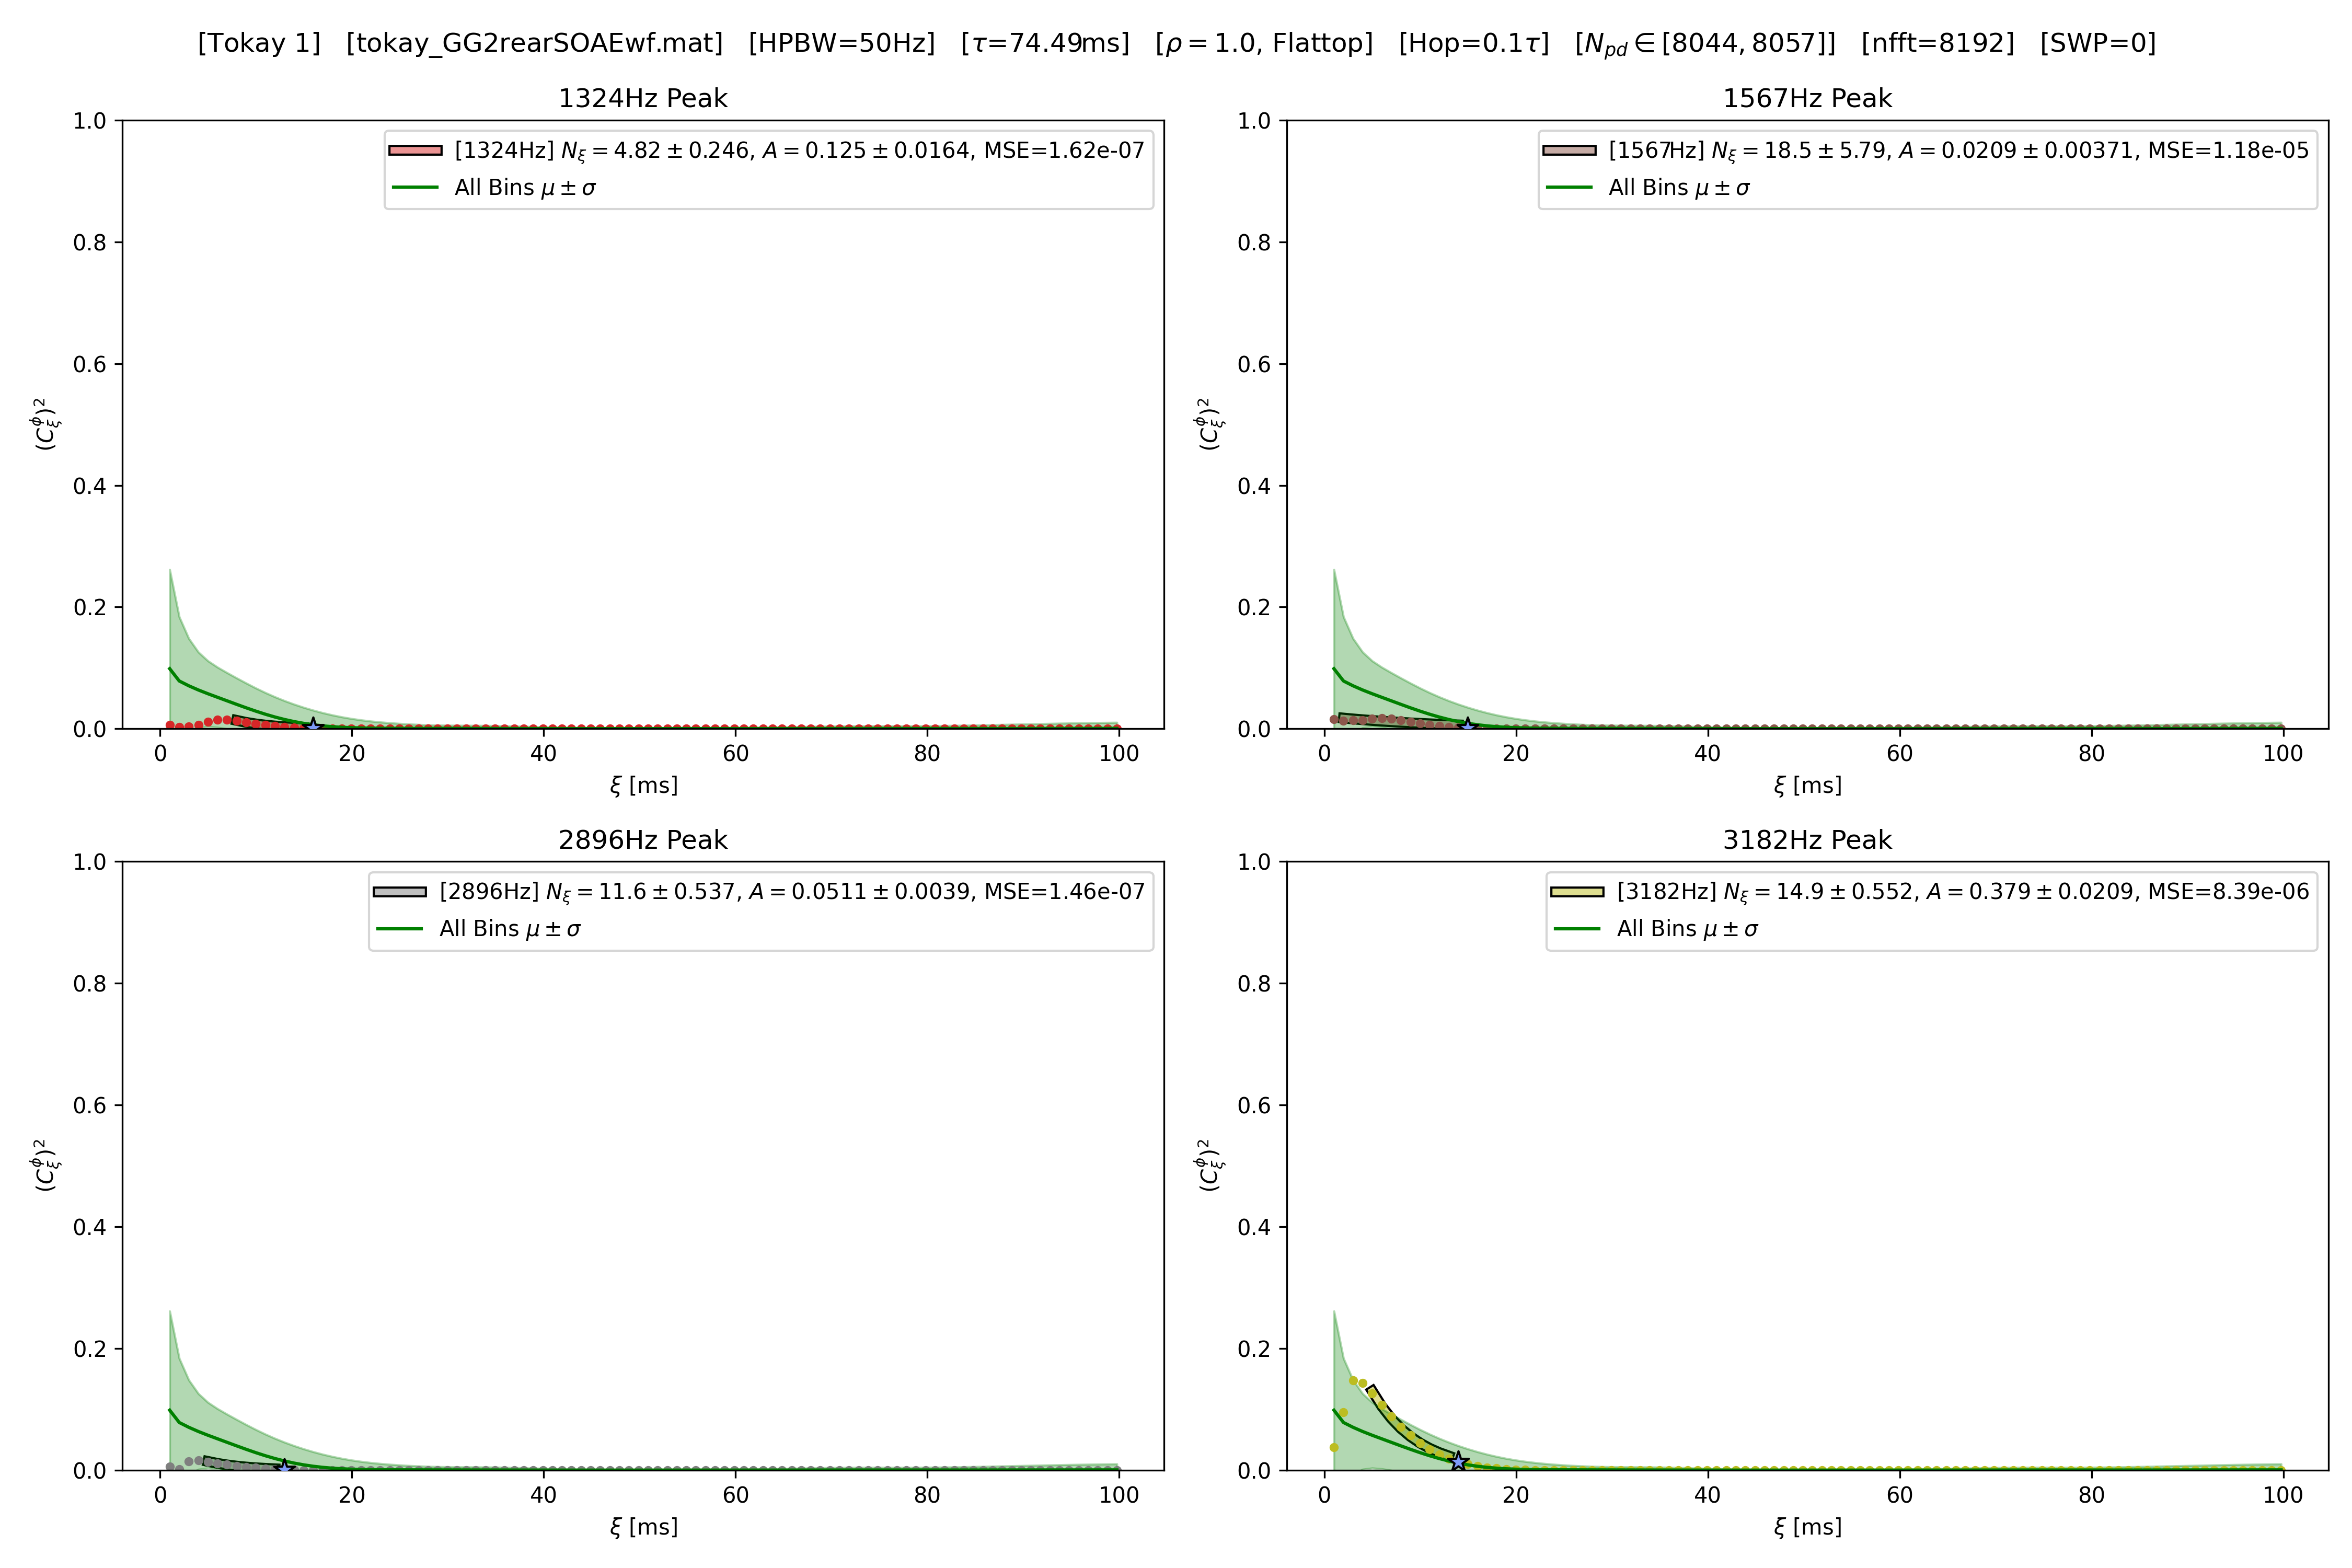 [Tokay 1] [tokay_GG2rearSOAEwf.mat] [HPBW=50Hz] [τ=74.49ms] [ρ = 1.0, Flattop] [Hop=0.1τ] [N_pd ∈ [8044, 8057]] [nfft=8192] [SWP=0]
1324Hz Peak
[1324Hz] N_ξ = 4.82 ± 0.246, A = 0.125 ± 0.0164, MSE=1.62e-07
All Bins μ ± σ
1.0
0.8
0.6
0.4
0.2
0.0
(C_ξ^ϕ)²
0 20 40 60 80 100
ξ [ms]
1567Hz Peak
[1567Hz] N_ξ = 18.5 ± 5.79, A = 0.0209 ± 0.00371, MSE=1.18e-05
All Bins μ ± σ
1.0
0.8
0.6
0.4
0.2
0.0
(C_ξ^ϕ)²
0 20 40 60 80 100
ξ [ms]
2896Hz Peak
[2896Hz] N_ξ = 11.6 ± 0.537, A = 0.0511 ± 0.0039, MSE=1.46e-07
All Bins μ ± σ
1.0
0.8
0.6
0.4
0.2
0.0
(C_ξ^ϕ)²
0 20 40 60 80 100
ξ [ms]
3182Hz Peak
[3182Hz] N_ξ = 14.9 ± 0.552, A = 0.379 ± 0.0209, MSE=8.39e-06
All Bins μ ± σ
1.0
0.8
0.6
0.4
0.2
0.0
(C_ξ^ϕ)²
0 20 40 60 80 100
ξ [ms]